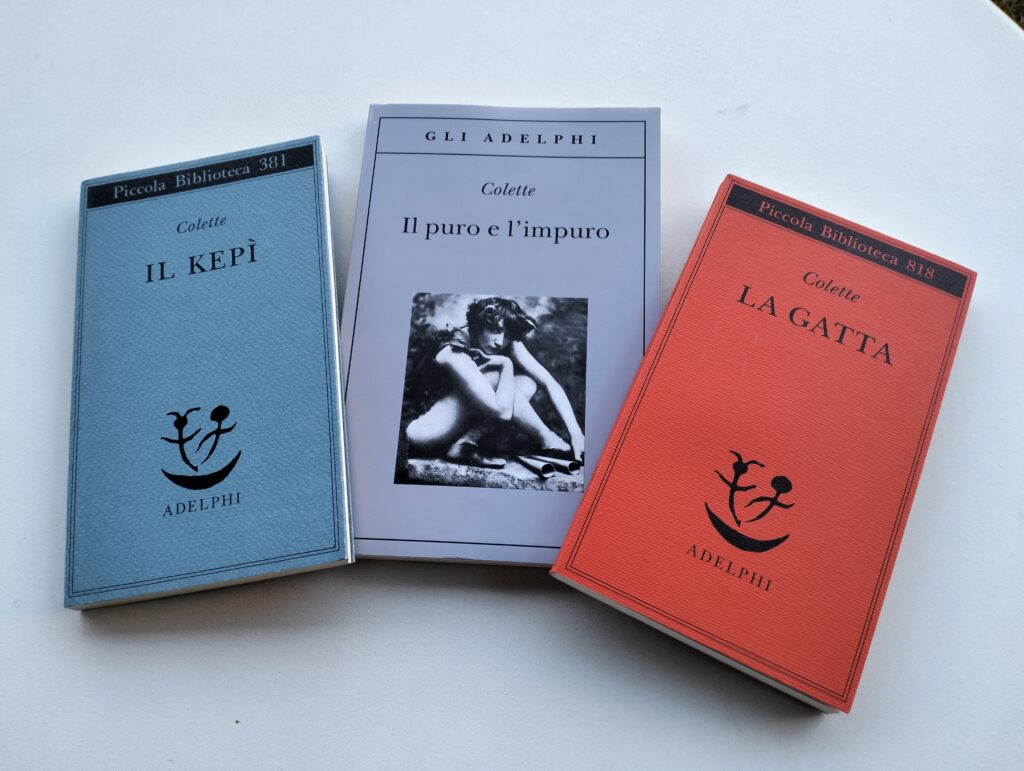 Piccola Biblioteca 381
Colette
IL KEPÌ
ADELPHI
GLI ADELPHI
Colette
Il puro e l'impuro
Piccola Biblioteca 818
Colette
LA GATTA
ADELPHI